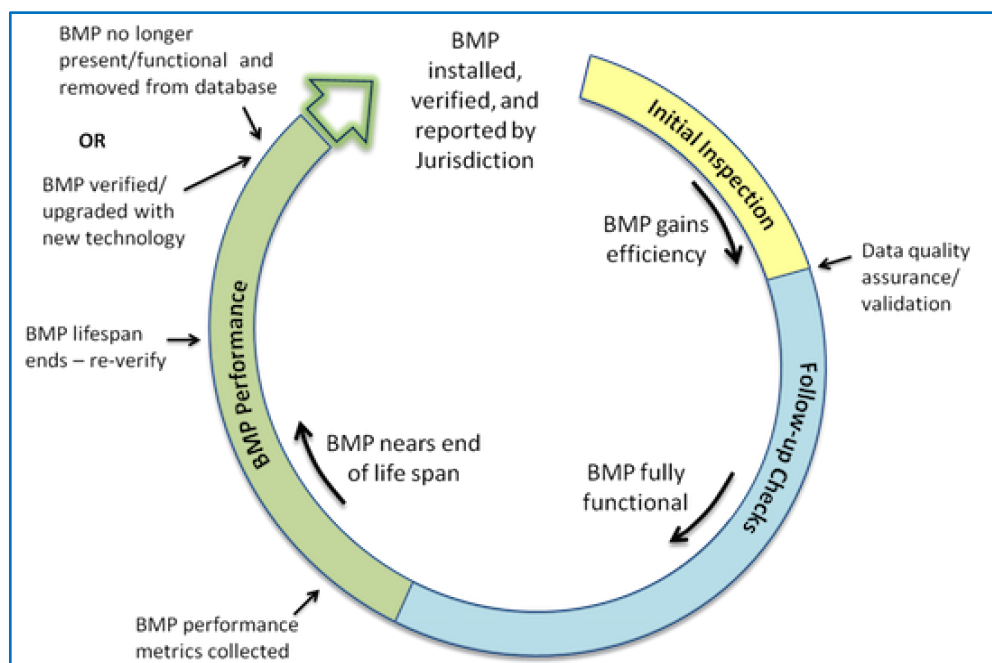 BMP
installed,
verified, and
reported by
Jurisdiction
Initial Inspection
BMP gains
efficiency
Data quality
assurance/
validation
Follow-up Checks
BMP fully
functional
BMP performance
metrics collected
BMP nears end
of life span
BMP Performance
BMP lifespan
ends – re-verify
BMP verified/
upgraded with
new technology
OR
BMP no longer
present/functional and
removed from database